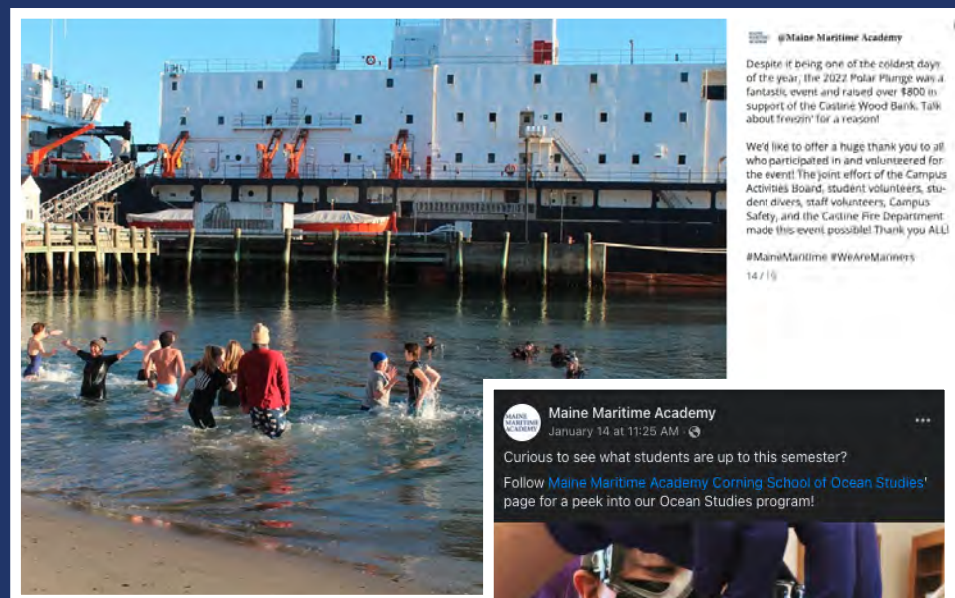 @Maine Maritime Academy
Despite it being one of the coldest days
of the year, the 2022 Polar Plunge was a
fantastic event and raised over $800 in
support of the Castine Wood Bank. Talk
about freezin' for a reason!
We'd like to offer a huge thank you to all
who participated in and volunteered for
the event! The joint effort of the Campus
Activities Board, student volunteers, stu-
dent divers, staff volunteers, Campus
Safety, and the Castine Fire Department
made this event possible! Thank you ALL!
#MaineMaritime #WeAreMariners
14 / 16
MAINE
MARITIME
ACADEMY
Maine Maritime Academy
January 14 at 11:25 AM ·
Curious to see what students are up to this semester?
Follow Maine Maritime Academy Corning School of Ocean Studies'
page for a peek into our Ocean Studies program!